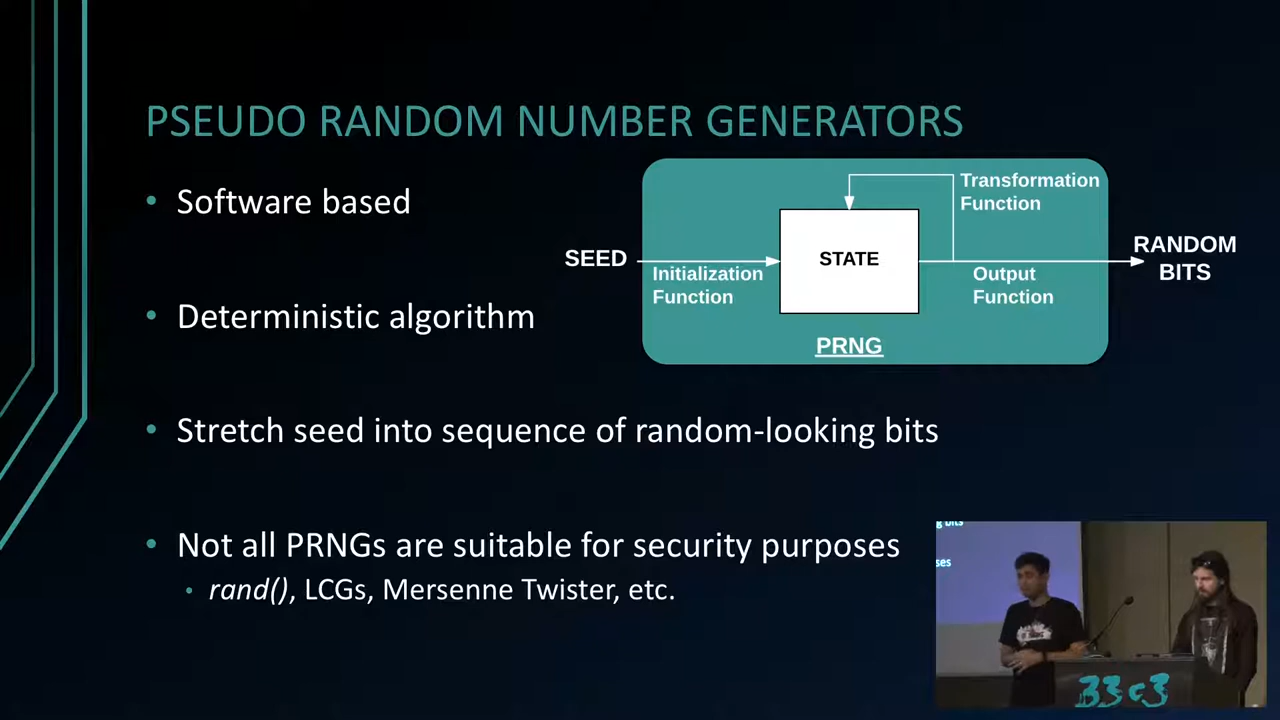 PSEUDO RANDOM NUMBER GENERATORS
• Software based
• Deterministic algorithm
• Stretch seed into sequence of random-looking bits
• Not all PRNGs are suitable for security purposes
• rand(), LCGs, Mersenne Twister, etc.
SEED
Initialization
Function
STATE
Transformation
Function
Output
Function
RANDOM
BITS
PRNG
g bits
ses
33c3